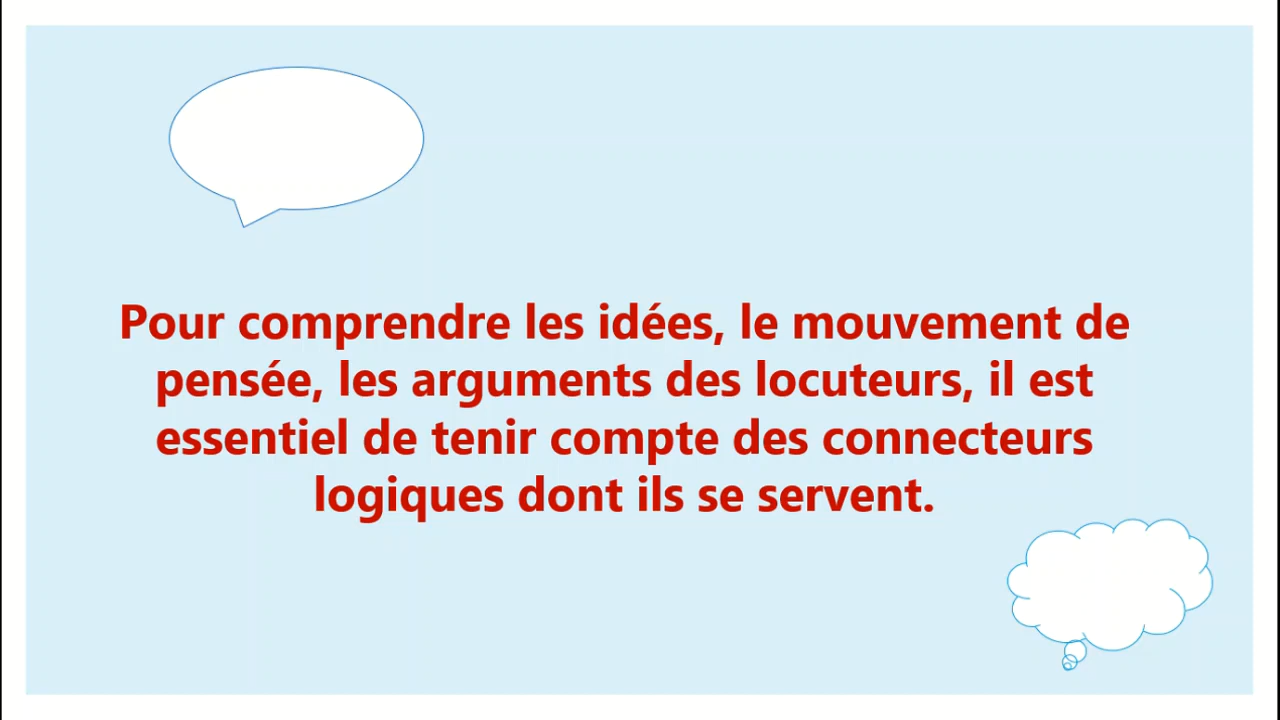 Pour comprendre les idées, le mouvement de
pensée, les arguments des locuteurs, il est
essentiel de tenir compte des connecteurs
logiques dont ils se servent.